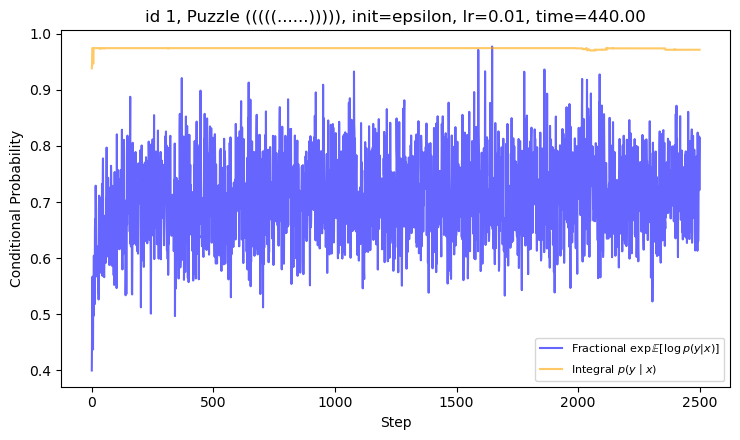 id 1, Puzzle (((((......))))), init=epsilon, lr=0.01, time=440.00
Conditional Probability
1.0
0.9
0.8
0.7
0.6
0.5
0.4
0
500
1000
1500
2000
2500
Step
Fractional exp𝔼[log p(y|x)]
Integral p(y | x)